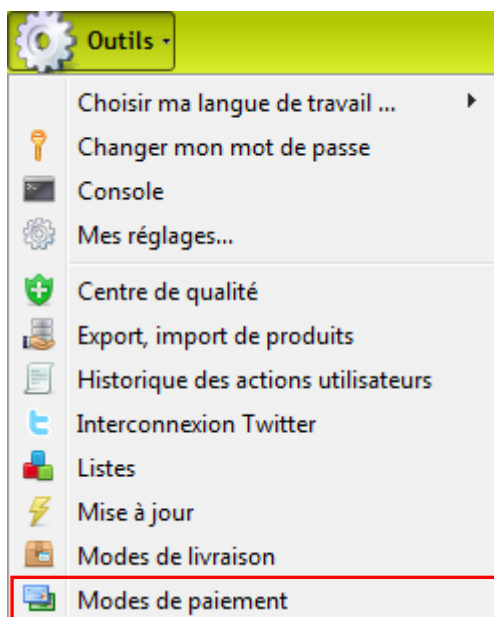 Outils
Choisir ma langue de travail ...
Changer mon mot de passe
Console
Mes réglages...
Centre de qualité
Export, import de produits
Historique des actions utilisateurs
Interconnexion Twitter
Listes
Mise à jour
Modes de livraison
Modes de paiement